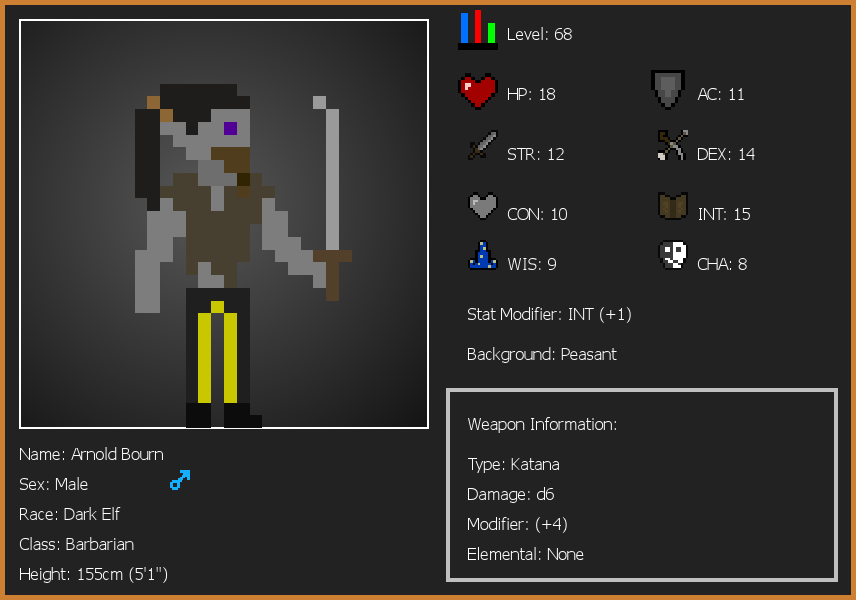 Level: 68
HP: 18
AC: 11
STR: 12
DEX: 14
CON: 10
INT: 15
WIS: 9
CHA: 8
Stat Modifier: INT (+1)
Background: Peasant
Weapon Information:
Type: Katana
Damage: d6
Modifier: (+4)
Elemental: None
Name: Arnold Bourn
Sex: Male
Race: Dark Elf
Class: Barbarian
Height: 155cm (5'1")